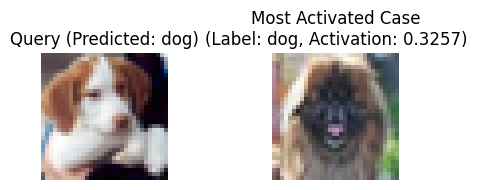 Query (Predicted: dog)
Most Activated Case
(Label: dog, Activation: 0.3257)